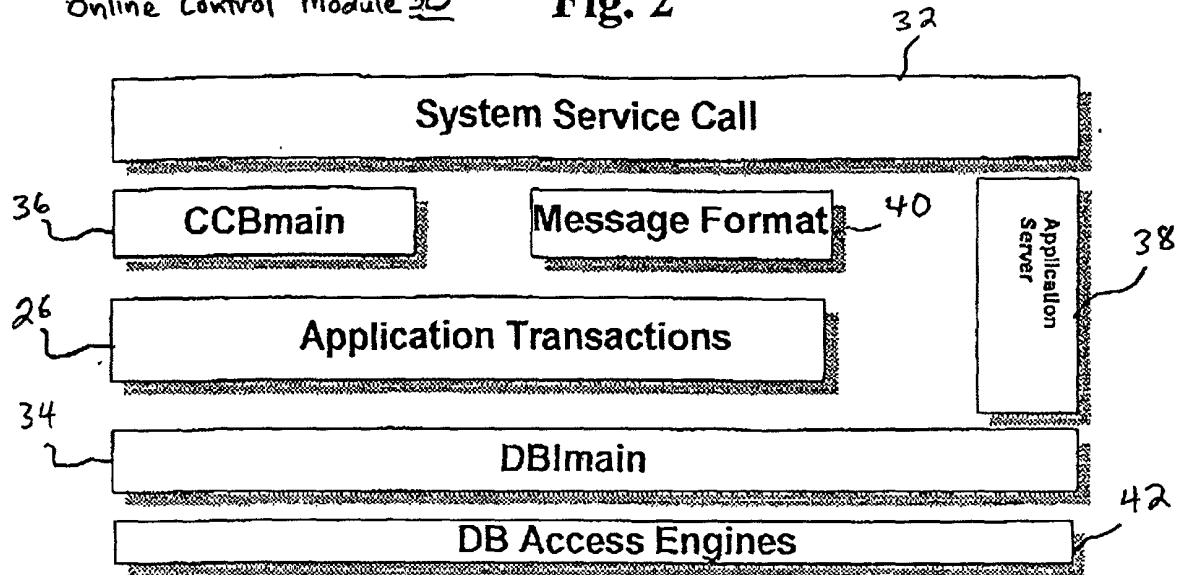 Online Control Module 30 Fig. 2
32
System Service Call
36 CCBmain Message Format 40
Application Server 38
26 Application Transactions
34 DBImain
DB Access Engines 42